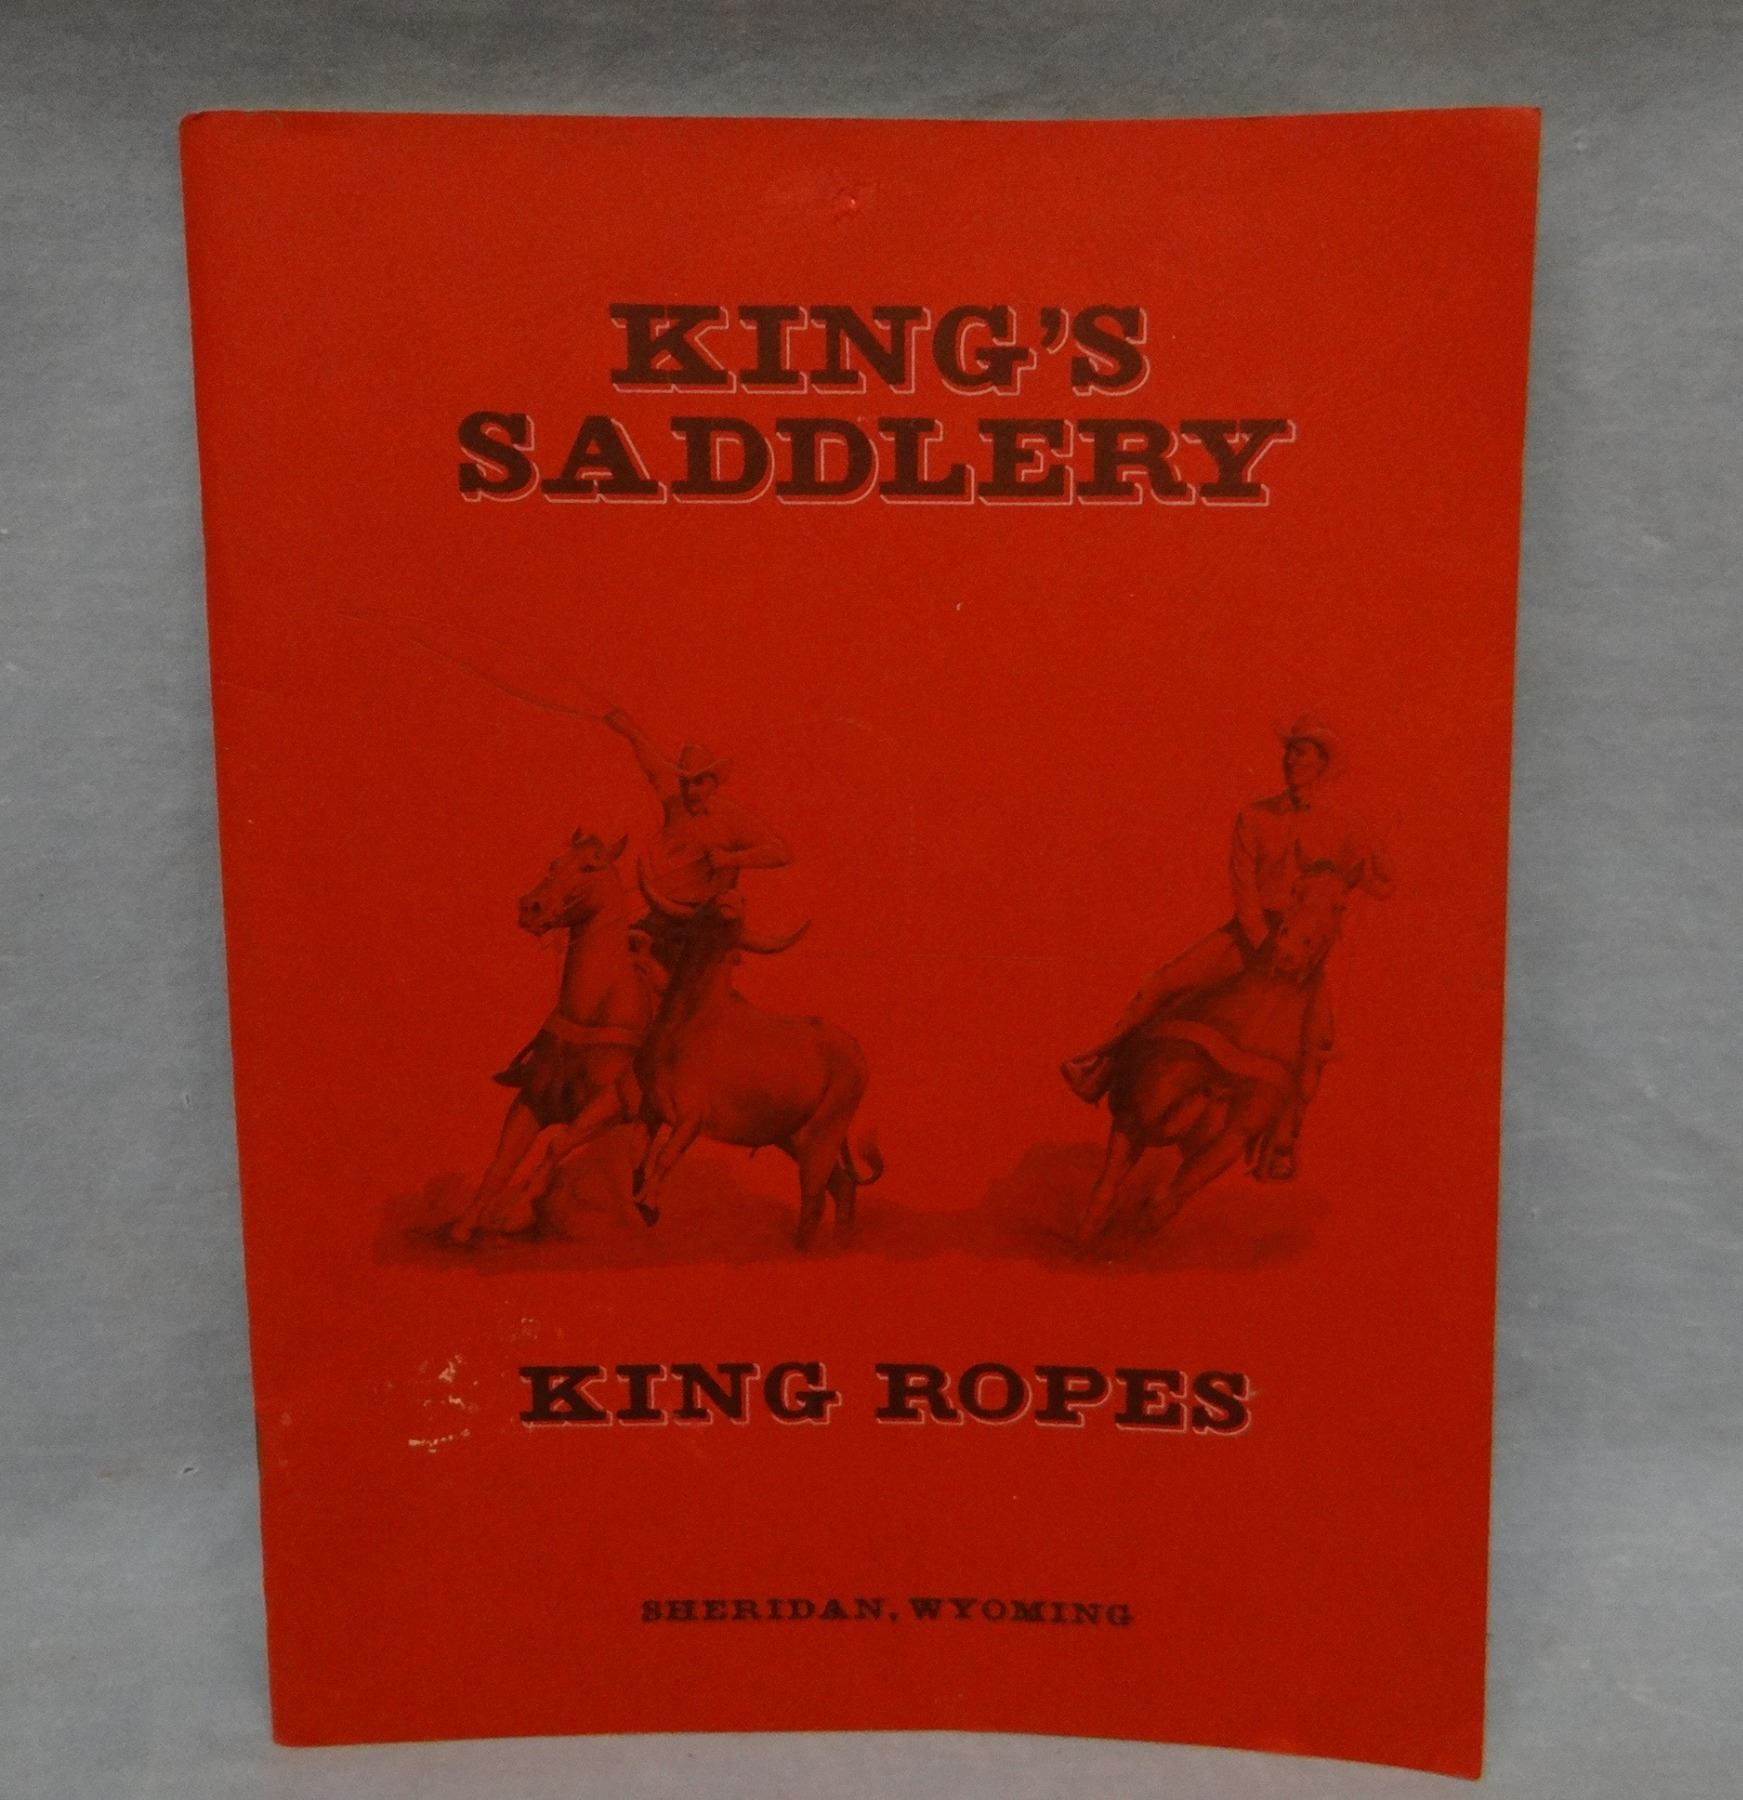 KING'S
SADDLERY
KING ROPES
SHERIDAN, WYOMING